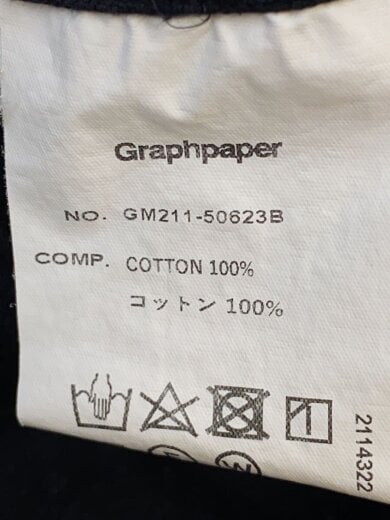 Graphpaper
NO. GM211-50623B
COMP. COTTON 100%
コットン 100%
2114322